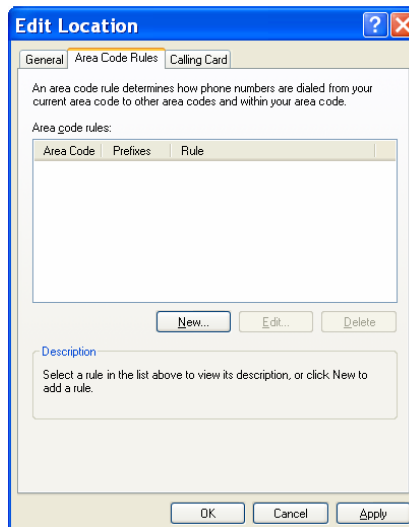 Edit Location
General Area Code Rules Calling Card
An area code rule determines how phone numbers are dialed from your
current area code to other area codes and within your area code.
Area code rules:
Area Code Prefixes Rule
New... Edit... Delete
Description
Select a rule in the list above to view its description, or click New to
add a rule.
OK Cancel Apply